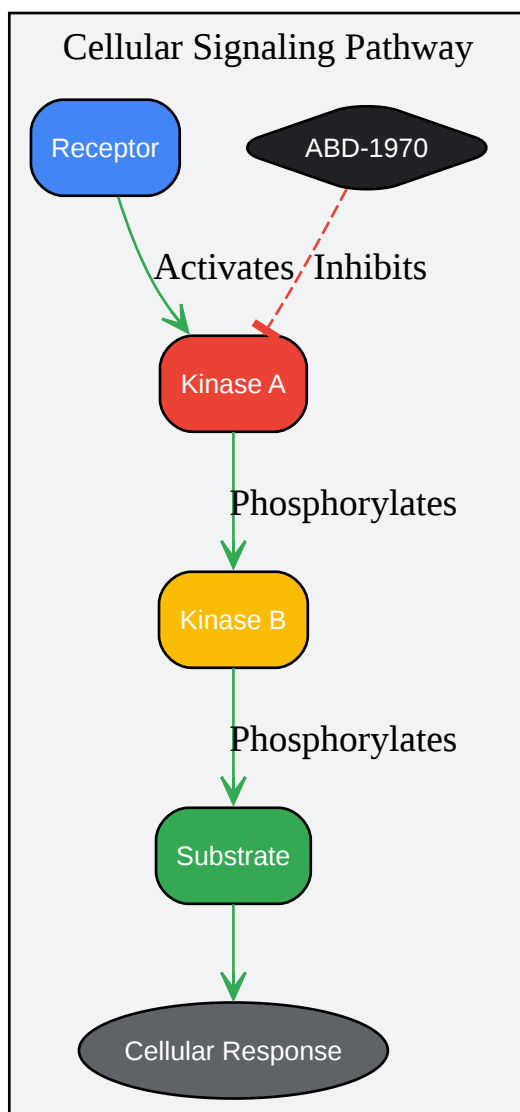 Cellular Signaling Pathway
Receptor
ABD-1970
Activates
Inhibits
Kinase A
Phosphorylates
Kinase B
Phosphorylates
Substrate
Cellular Response